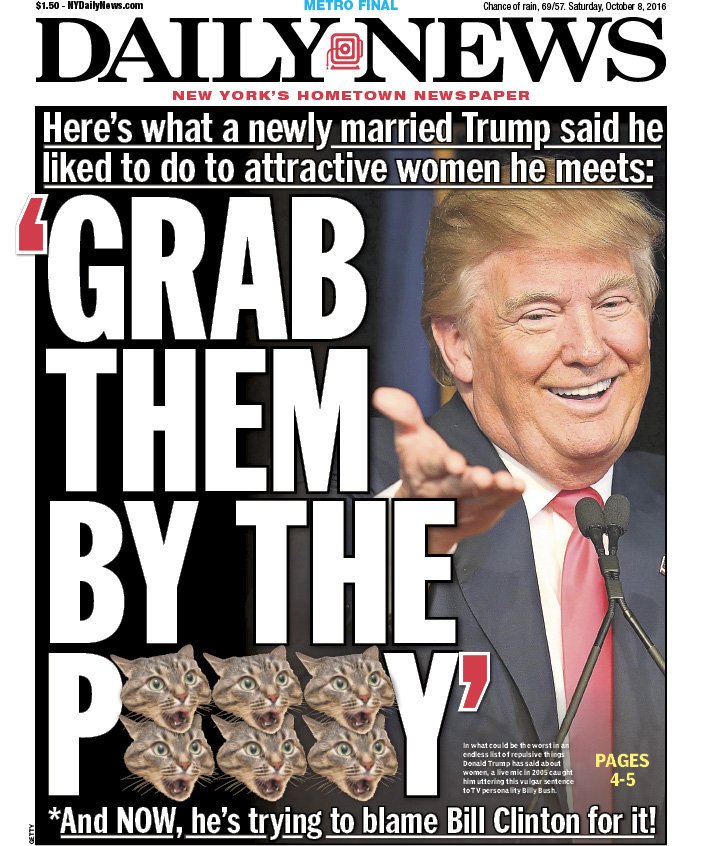 $1.50 - NYDailyNews.com
METRO FINAL
Chance of rain, 69/57. Saturday, October 8, 2016
DAILY NEWS
NEW YORK'S HOMETOWN NEWSPAPER
Here's what a newly married Trump said he
liked to do to attractive women he meets:
‘GRAB
THEM
BY THE
P Y’
In what could be the worst in an
endless list of repulsive things
Donald Trump has said about
women, a live mic in 2005 caught
him uttering this vulgar sentence
to TV personality Billy Bush.
PAGES
4-5
GETTY
*And NOW, he's trying to blame Bill Clinton for it!